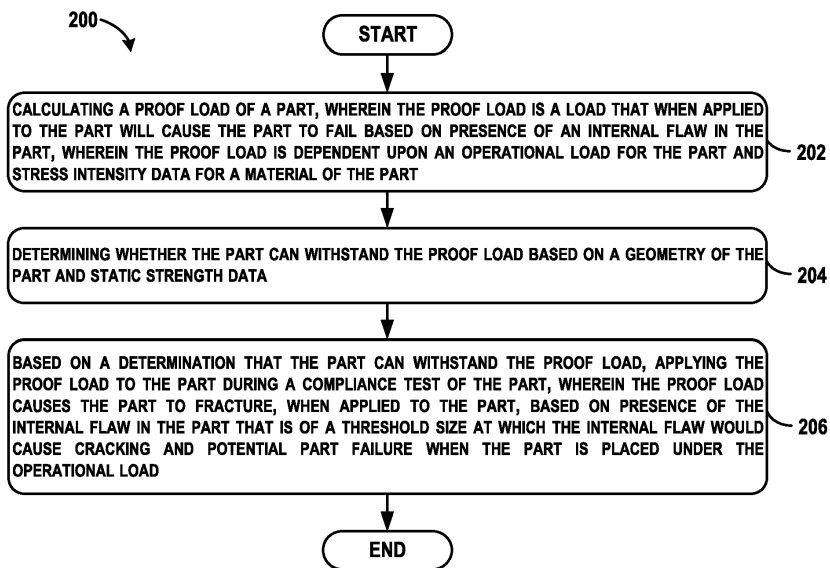 200
START
CALCULATING A PROOF LOAD OF A PART, WHEREIN THE PROOF LOAD IS A LOAD THAT WHEN APPLIED
TO THE PART WILL CAUSE THE PART TO FAIL BASED ON PRESENCE OF AN INTERNAL FLAW IN THE
PART, WHEREIN THE PROOF LOAD IS DEPENDENT UPON AN OPERATIONAL LOAD FOR THE PART AND
STRESS INTENSITY DATA FOR A MATERIAL OF THE PART
202
DETERMINING WHETHER THE PART CAN WITHSTAND THE PROOF LOAD BASED ON A GEOMETRY OF THE
PART AND STATIC STRENGTH DATA
204
BASED ON A DETERMINATION THAT THE PART CAN WITHSTAND THE PROOF LOAD, APPLYING THE
PROOF LOAD TO THE PART DURING A COMPLIANCE TEST OF THE PART, WHEREIN THE PROOF LOAD
CAUSES THE PART TO FRACTURE, WHEN APPLIED TO THE PART, BASED ON PRESENCE OF THE
INTERNAL FLAW IN THE PART THAT IS OF A THRESHOLD SIZE AT WHICH THE INTERNAL FLAW WOULD
CAUSE CRACKING AND POTENTIAL PART FAILURE WHEN THE PART IS PLACED UNDER THE
OPERATIONAL LOAD
206
END